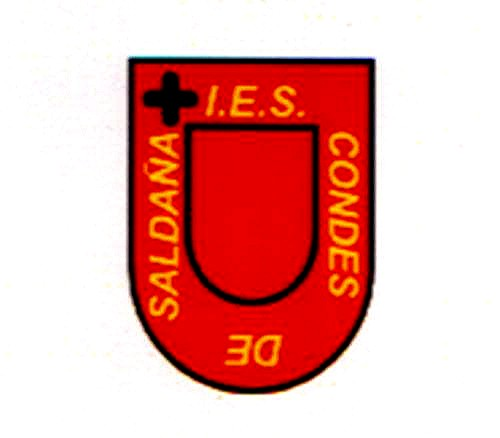 I.E.S.
CONDES
DE
SALDAÑA